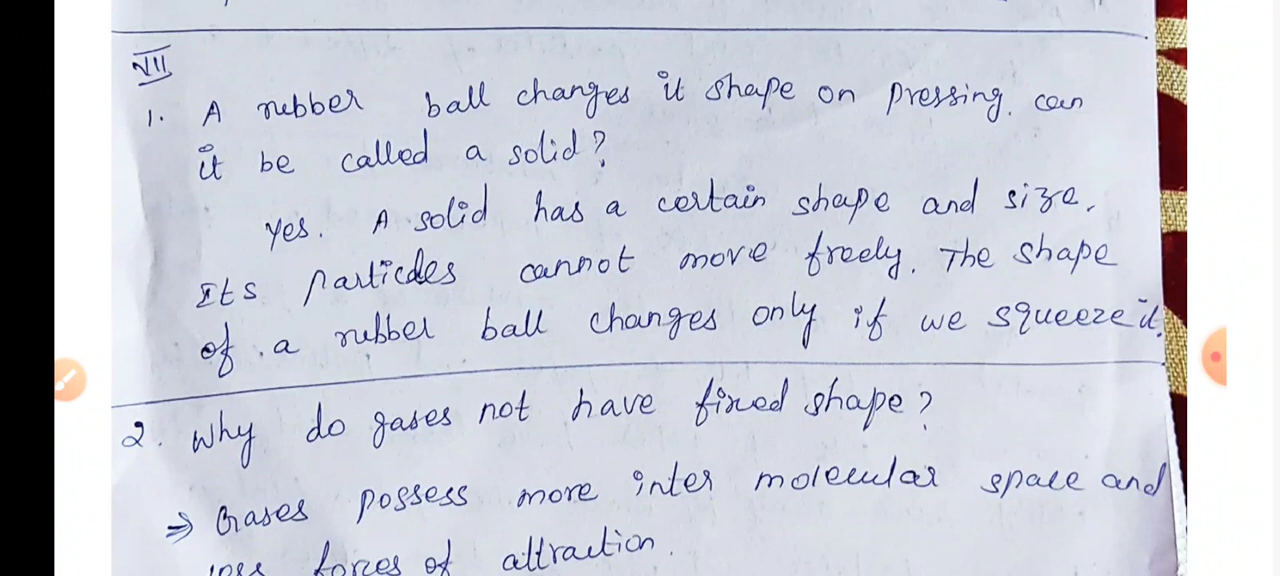 VII
1. A rubber ball changes it shape on pressing. can
it be called a solid?
yes. A solid has a certain shape and size.
Its particles cannot move freely. The shape
of a rubber ball changes only if we squeeze it.
2. Why do gases not have fixed shape?
⇒ Gases possess more inter molecular space and
less forces of attraction.